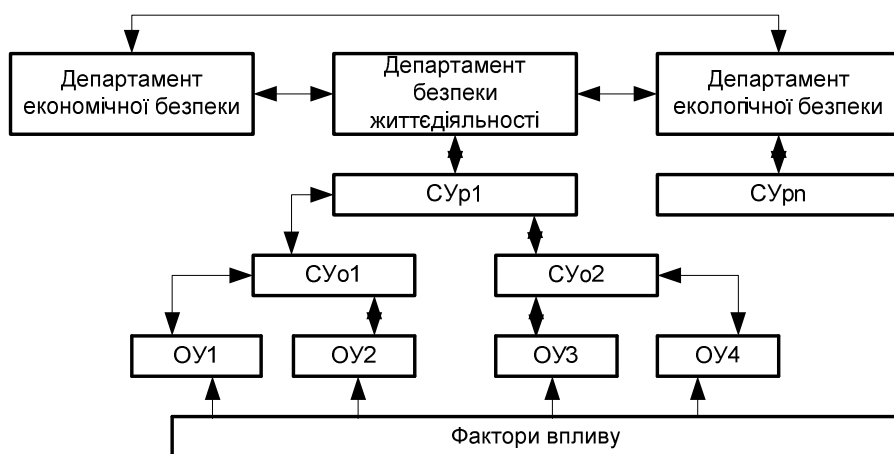 Департамент
економічної безпеки
Департамент
безпеки
життєдіяльності
Департамент
екологічної безпеки
СУр1
СУрn
СУо1
СУо2
ОУ1
ОУ2
ОУ3
ОУ4
Фактори впливу